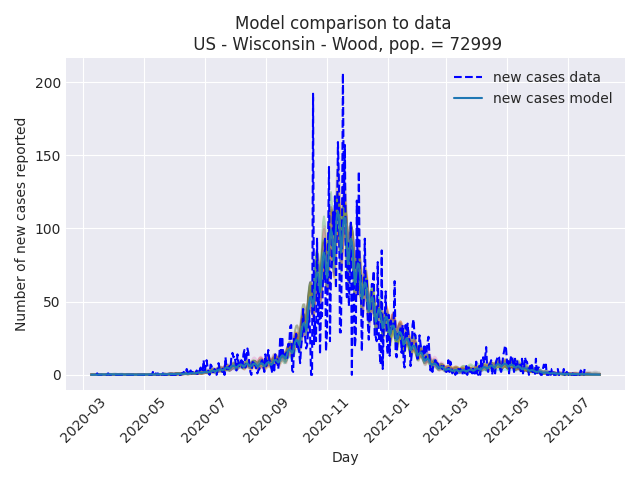 Model comparison to data
US - Wisconsin - Wood, pop. = 72999
new cases data
new cases model
Number of new cases reported
200
150
100
50
0
2020-03
2020-05
2020-07
2020-09
2020-11
2021-01
2021-03
2021-05
2021-07
Day